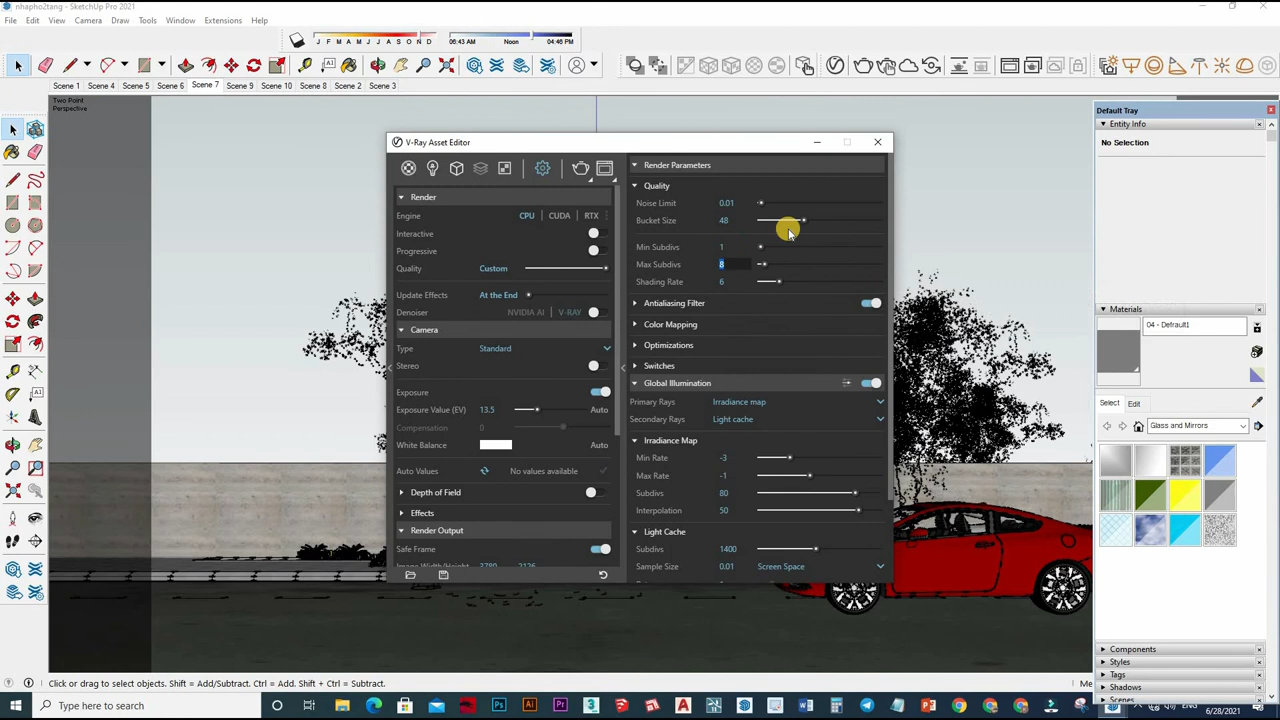 nhapho2tang - SketchUp Pro 2021
File Edit View Camera Draw Tools Window Extensions Help
J F M A M J J A S O N D 06:43 AM Noon 04:46 PM
Scene 1 Scene 4 Scene 5 Scene 6 Scene 7 Scene 9 Scene 10 Scene 8 Scene 2 Scene 3
Two Point
Perspective
Default Tray
Entity Info
No Selection
V-Ray Asset Editor
Render
Engine CPU CUDA RTX
Interactive
Progressive
Quality Custom
Update Effects At the End
Denoiser NVIDIA AI V-RAY
Camera
Type Standard
Stereo
Exposure
Exposure Value (EV) 13.5 Auto
Compensation 0
White Balance Auto
Auto Values No values available
Depth of Field
Effects
Render Output
Safe Frame
Image Width/Height 3780 2126
Render Parameters
Quality
Noise Limit 0.01
Bucket Size 48
Min Subdivs 1
Max Subdivs 8
Shading Rate 6
Antialiasing Filter
Color Mapping
Optimizations
Switches
Global Illumination
Primary Rays Irradiance map
Secondary Rays Light cache
Irradiance Map
Min Rate -3
Max Rate -1
Subdivs 80
Interpolation 50
Light Cache
Subdivs 1400
Sample Size 0.01 Screen Space
Materials
04 - Defralt1
Select Edit
Glass and Mirrors
Components
Styles
Tags
Shadows
Scenes
Click or drag to select objects. Shift = Add/Subtract. Ctrl = Add. Shift + Ctrl = Subtract.
Type here to search
6/28/2021